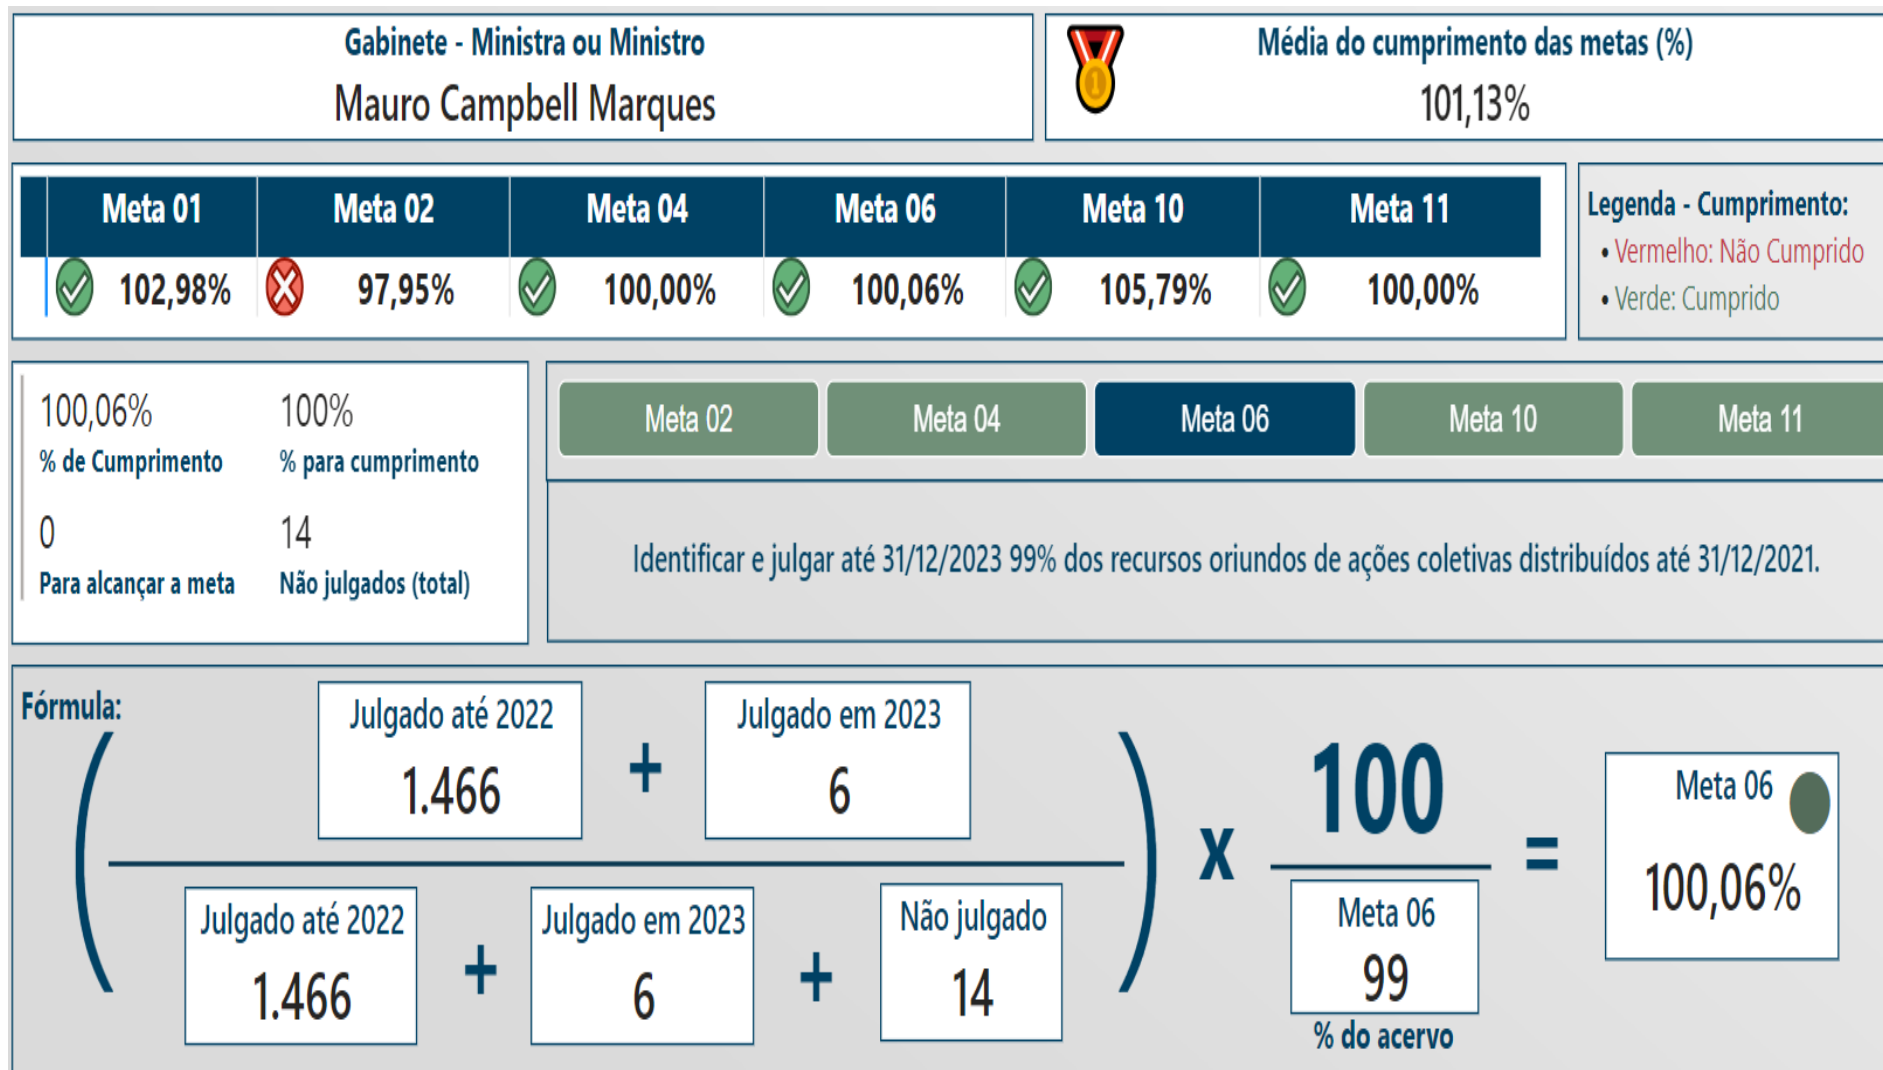 Gabinete - Ministra ou Ministro
Mauro Campbell Marques
Média do cumprimento das metas (%)
1
101,13%
Meta 01 Meta 02 Meta 04 Meta 06 Meta 10 Meta 11
102,98% 97,95% 100,00% 100,06% 105,79% 100,00%
Legenda - Cumprimento:
• Vermelho: Não Cumprido
• Verde: Cumprido
100,06% 100%
% de Cumprimento % para cumprimento
0 14
Para alcançar a meta Não julgados (total)
Meta 02 Meta 04 Meta 06 Meta 10 Meta 11
Identificar e julgar até 31/12/2023 99% dos recursos oriundos de ações coletivas distribuídos até 31/12/2021.
Fórmula:
Julgado até 2022
1.466
+
Julgado em 2023
6
Julgado até 2022
1.466
+
Julgado em 2023
6
+
Não julgado
14
x
100
Meta 06
99
% do acervo
=
Meta 06
100,06%